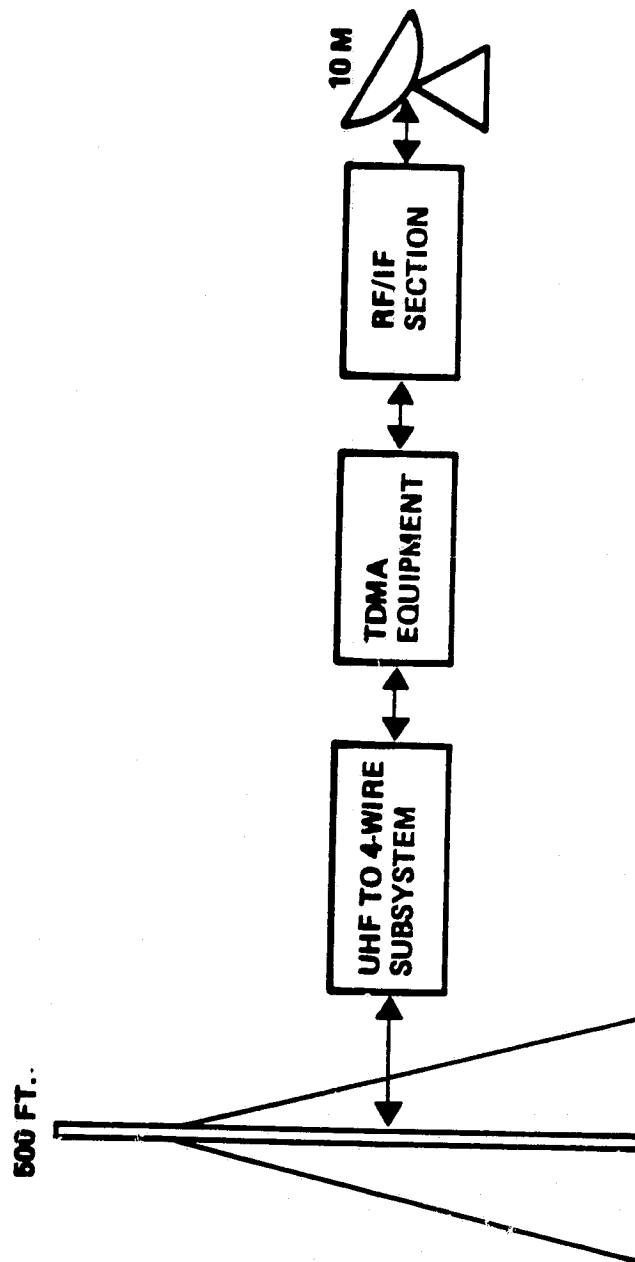 500 FT.
UHF TO 4-WIRE
SUBSYSTEM
TDMA
EQUIPMENT
RF/IF
SECTION
10 M